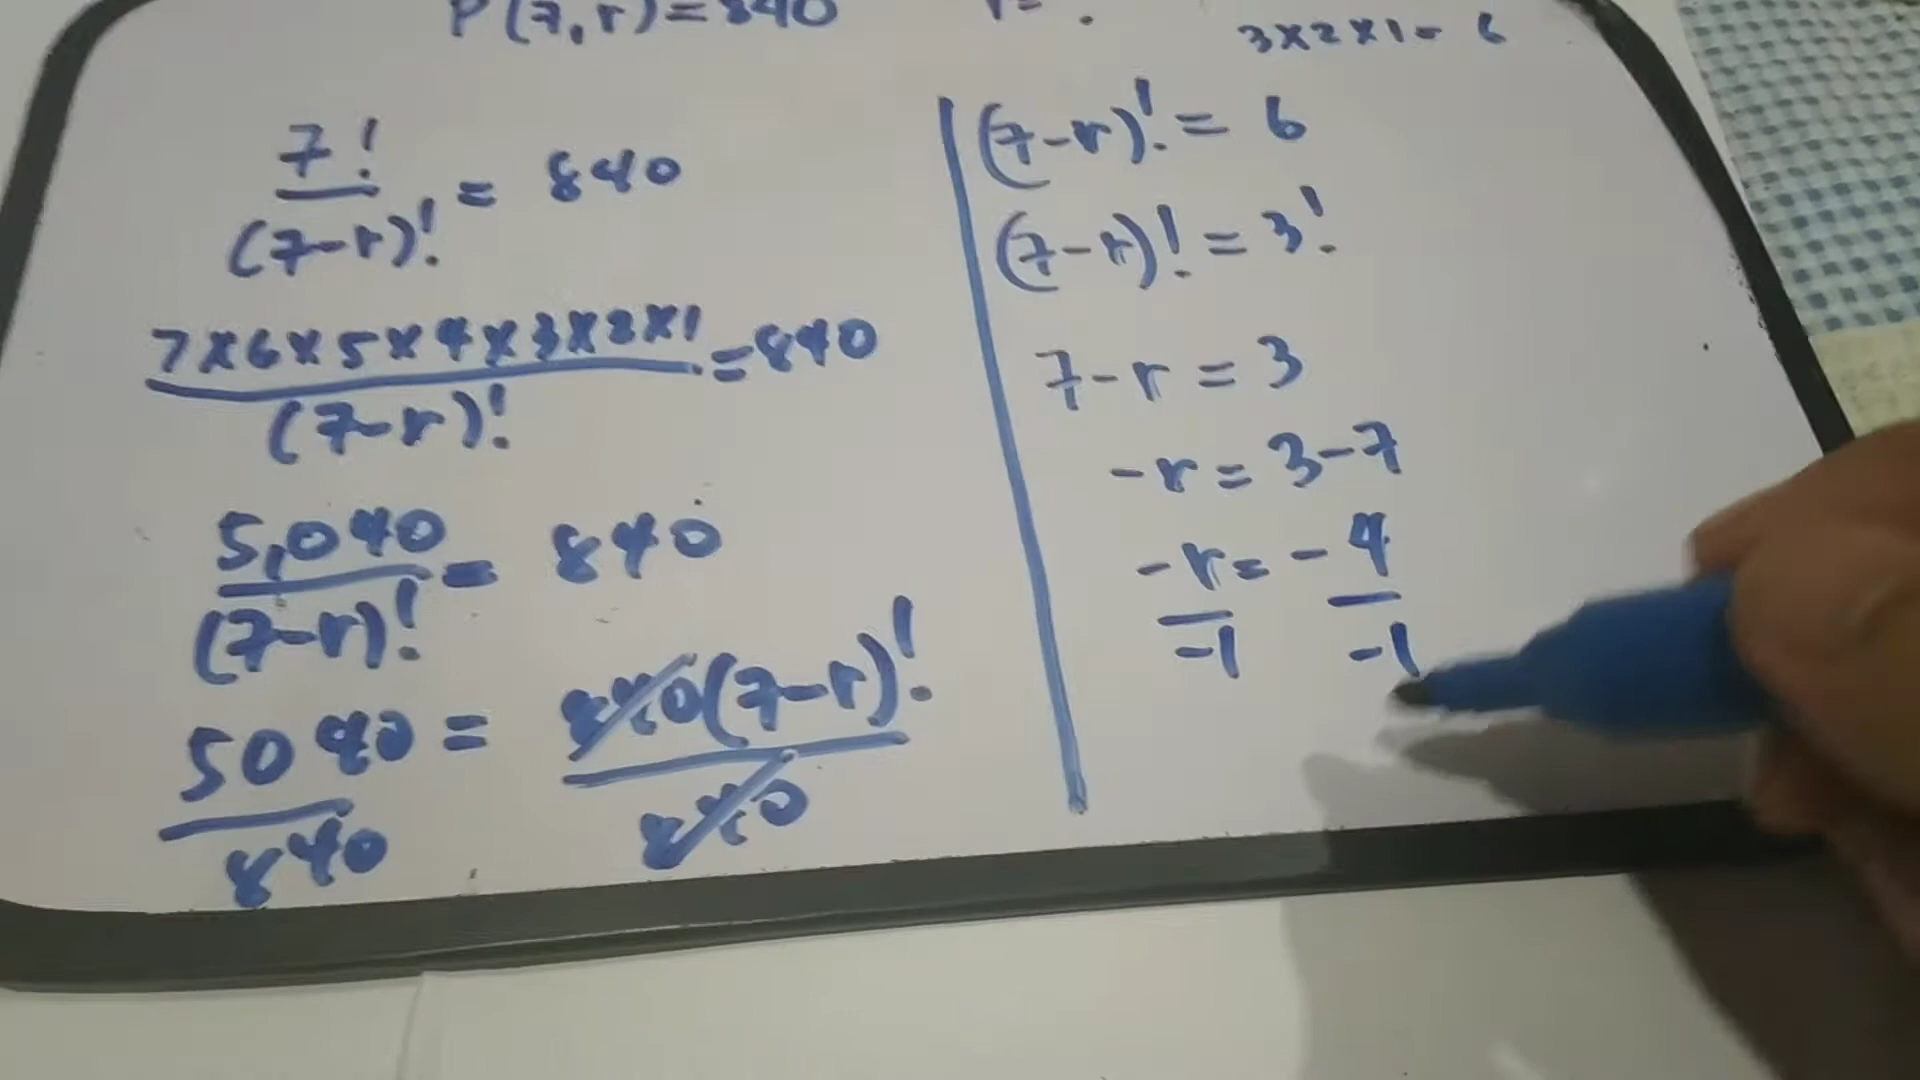 P(7,r)=840
3x2x1= 6
7!
(7-r)! = 840
7x6x5x4x3x2x1
(7-r)! =840
5,040
(7-r)! = 840
5040 = 840(7-r)!
840 840
(7-r)! = 6
(7-r)! = 3!
7-r = 3
-r = 3-7
-r = -4
-1 -1